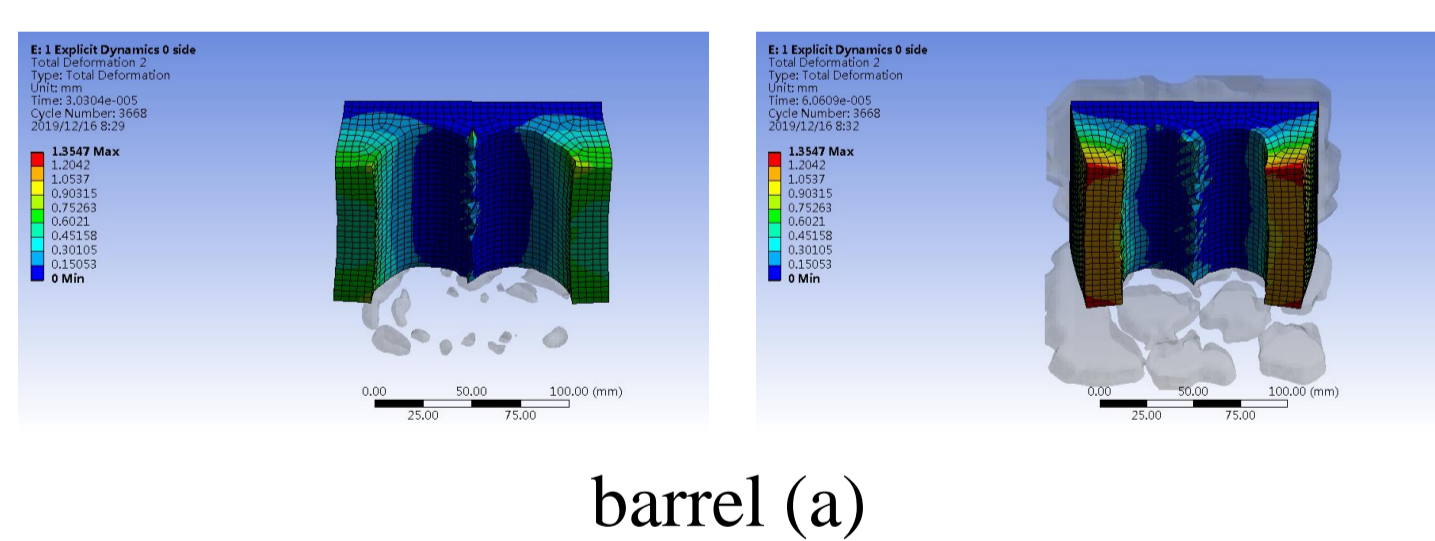 E: 1 Explicit Dynamics 0 side
Total Deformation 2
Type: Total Deformation
Unit: mm
Time: 3.0304e-005
Cycle Number: 3668
2019/12/16 8:29
1.3547 Max
1.2042
1.0537
0.90315
0.75263
0.6021
0.45158
0.30105
0.15053
0 Min
0.00 50.00 100.00 (mm)
25.00 75.00
E: 1 Explicit Dynamics 0 side
Total Deformation 2
Type: Total Deformation
Unit: mm
Time: 6.0609e-005
Cycle Number: 3668
2019/12/16 8:32
1.3547 Max
1.2042
1.0537
0.90315
0.75263
0.6021
0.45158
0.30105
0.15053
0 Min
0.00 50.00 100.00 (mm)
25.00 75.00
barrel (a)